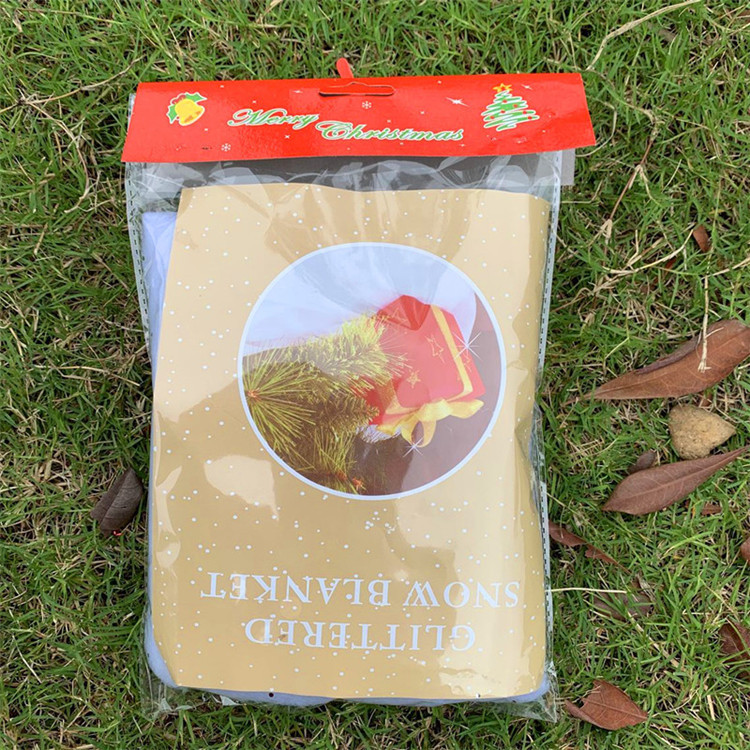 Merry Christmas
GLITTERED
SNOW BLANKET